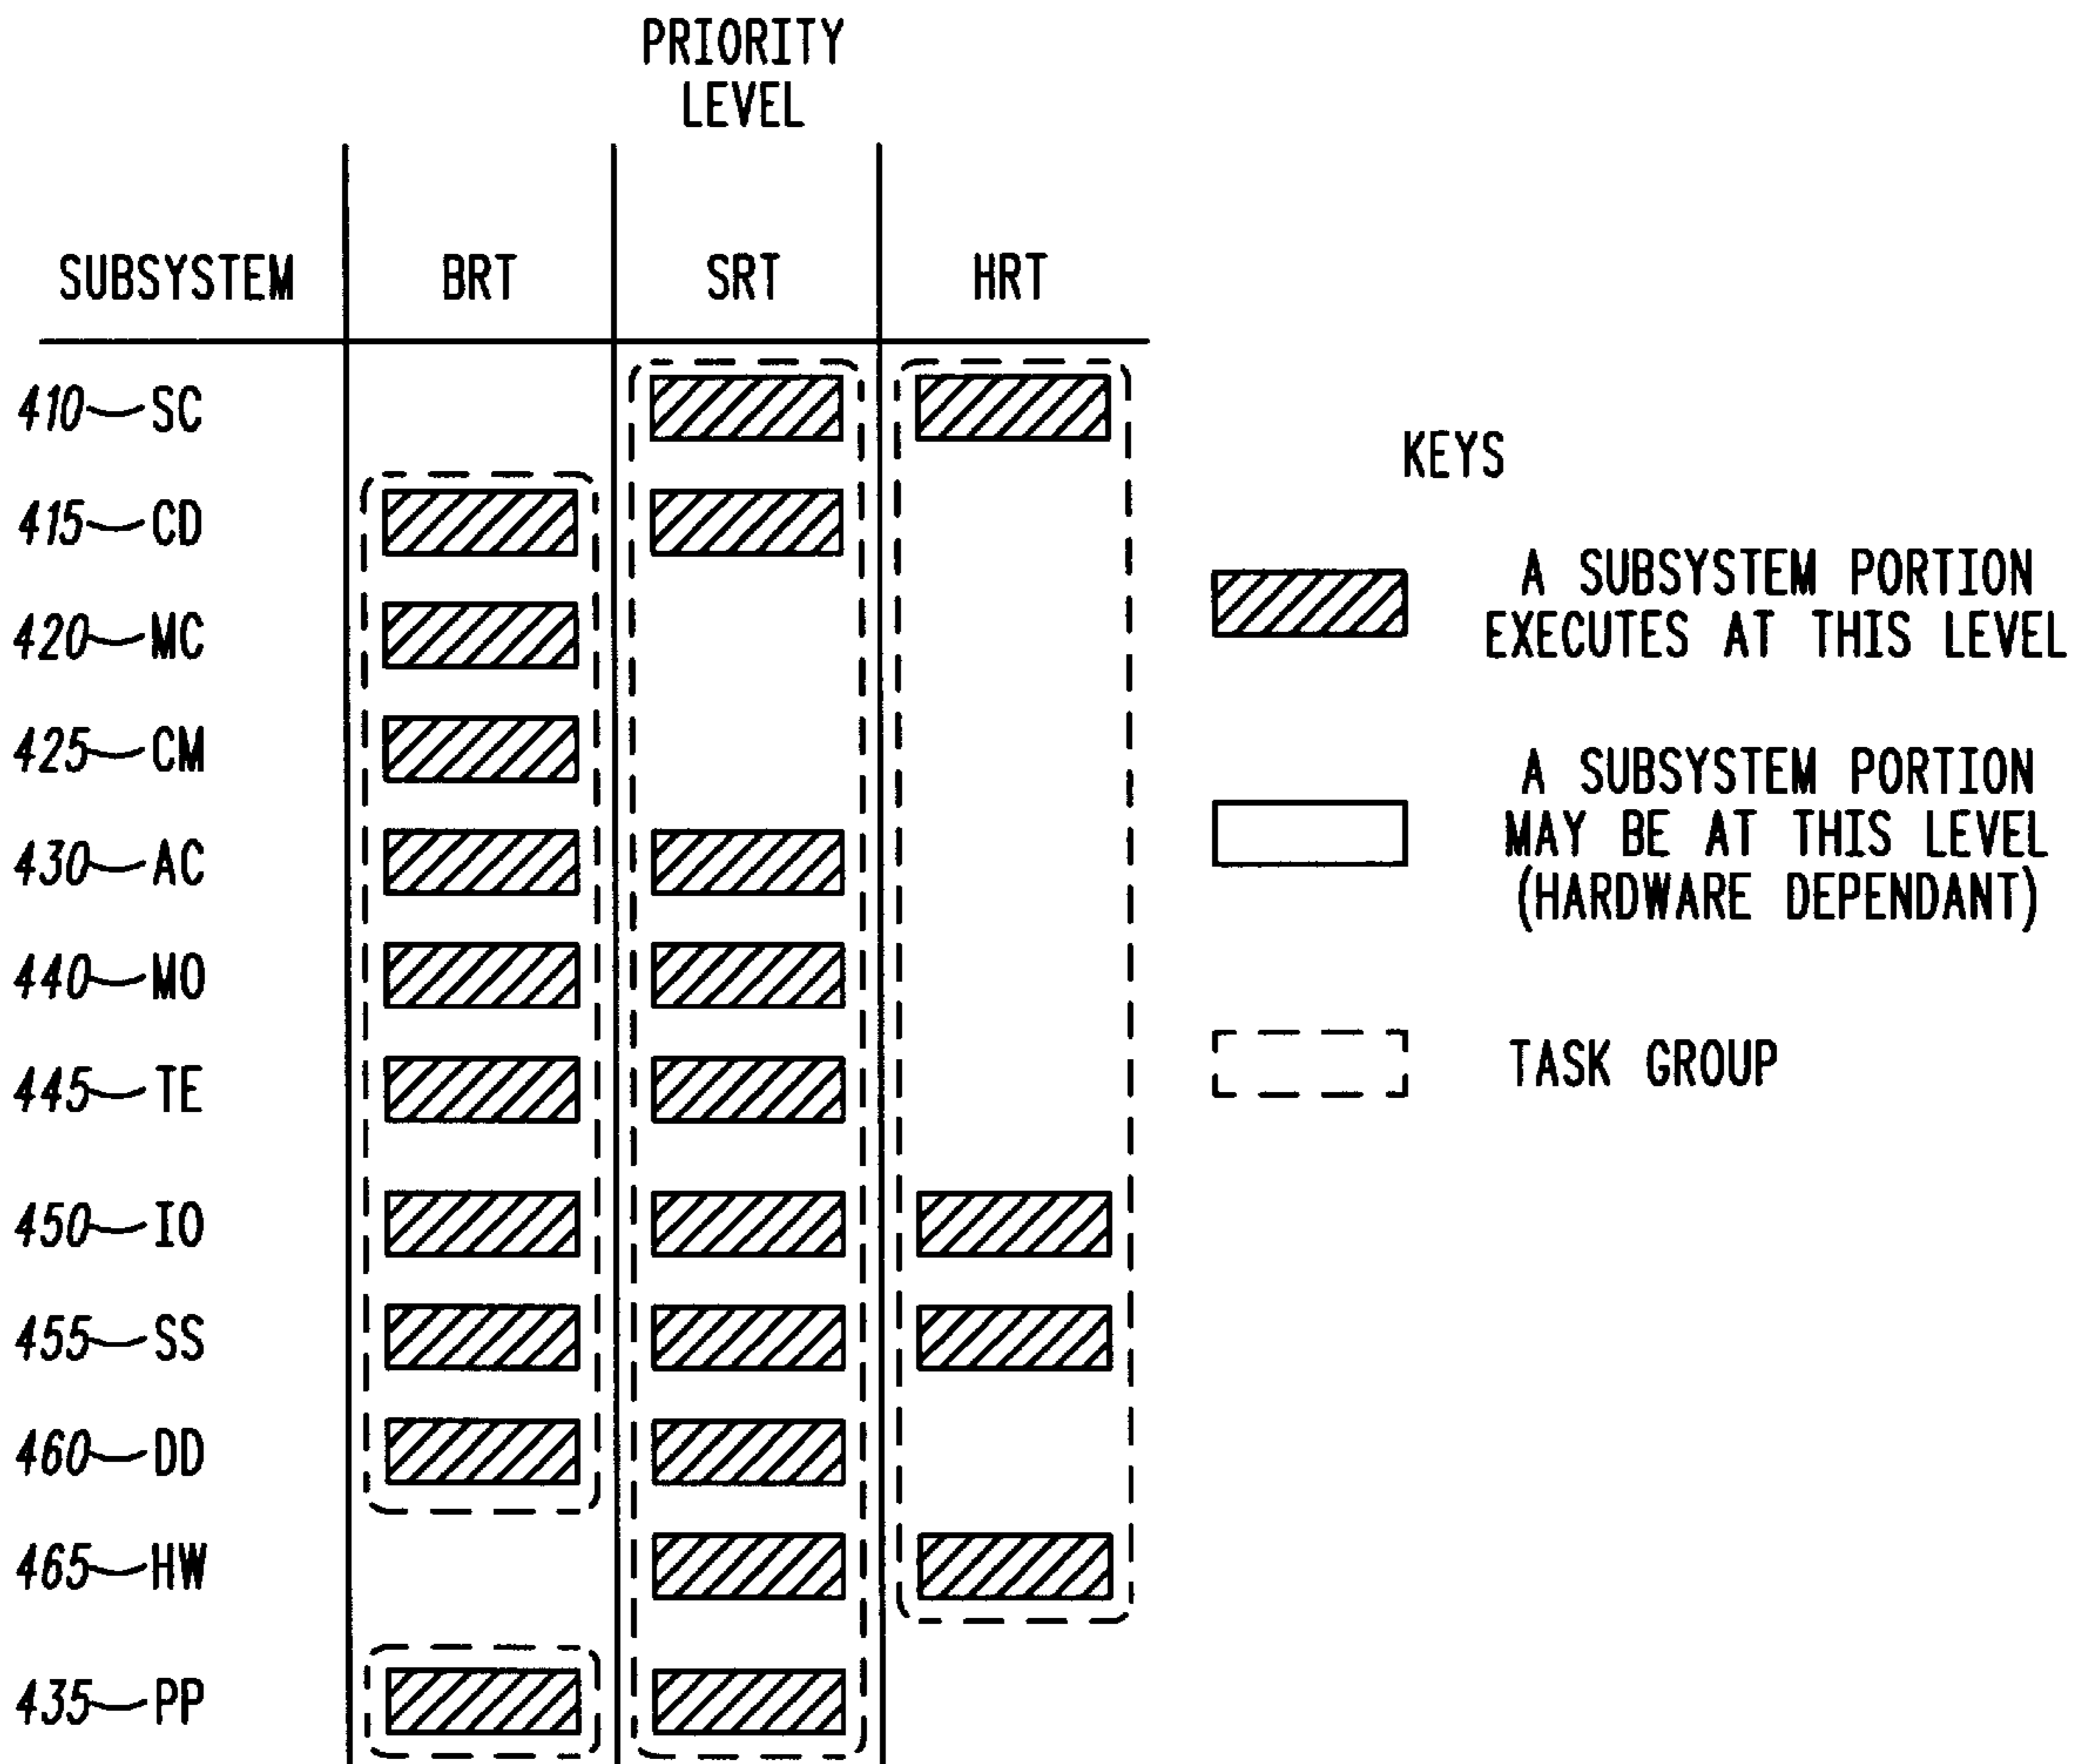 PRIORITY
LEVEL
SUBSYSTEM BRT SRT HRT
410 SC
415 CD
420 MC
425 CM
430 AC
440 MO
445 TE
450 IO
455 SS
460 DD
465 HW
435 PP
KEYS
A SUBSYSTEM PORTION
EXECUTES AT THIS LEVEL
A SUBSYSTEM PORTION
MAY BE AT THIS LEVEL
(HARDWARE DEPENDANT)
TASK GROUP